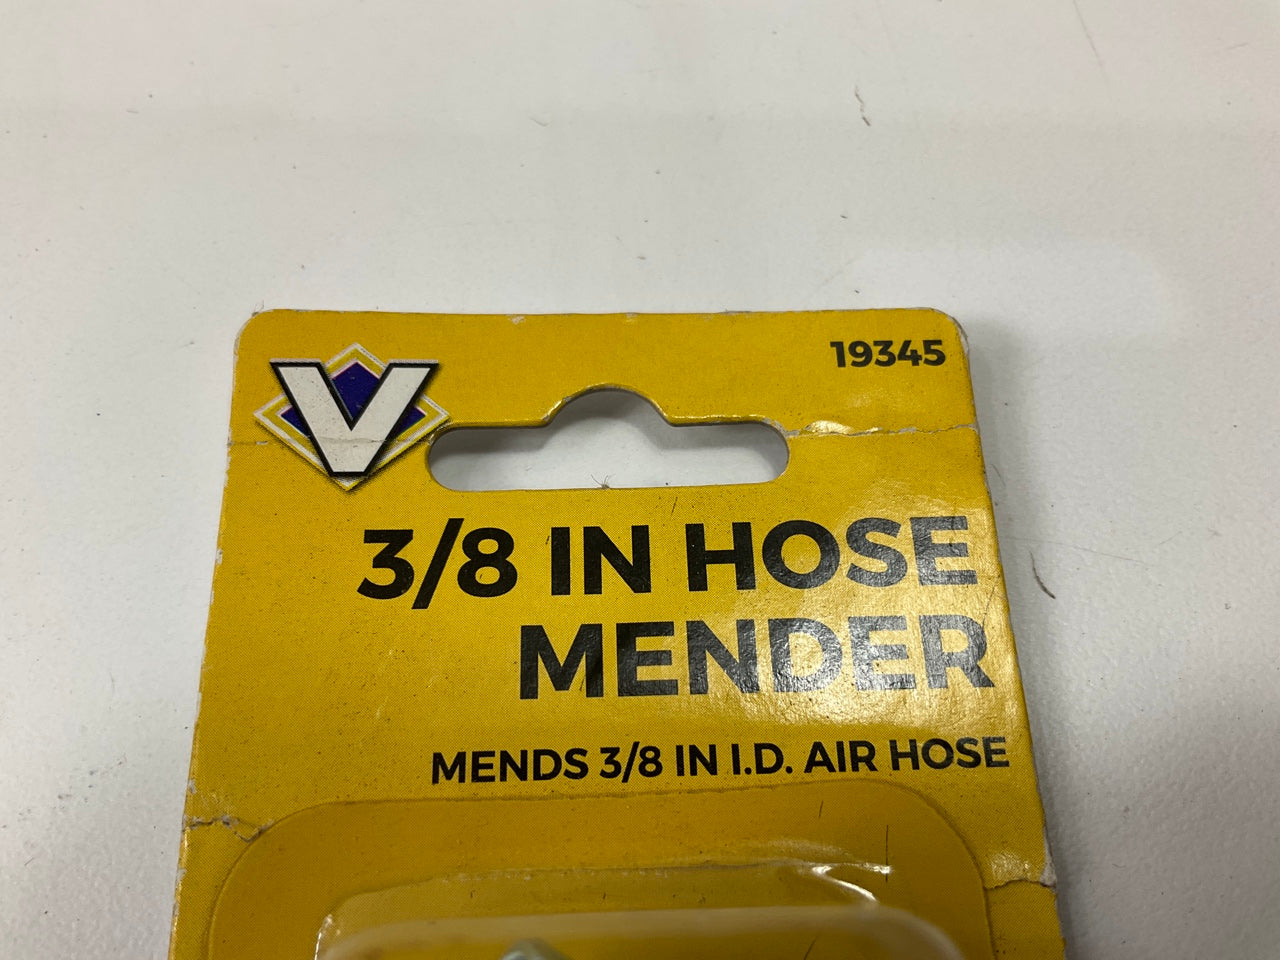 V
19345
3/8 IN HOSE
MENDER
MENDS 3/8 IN I.D. AIR HOSE